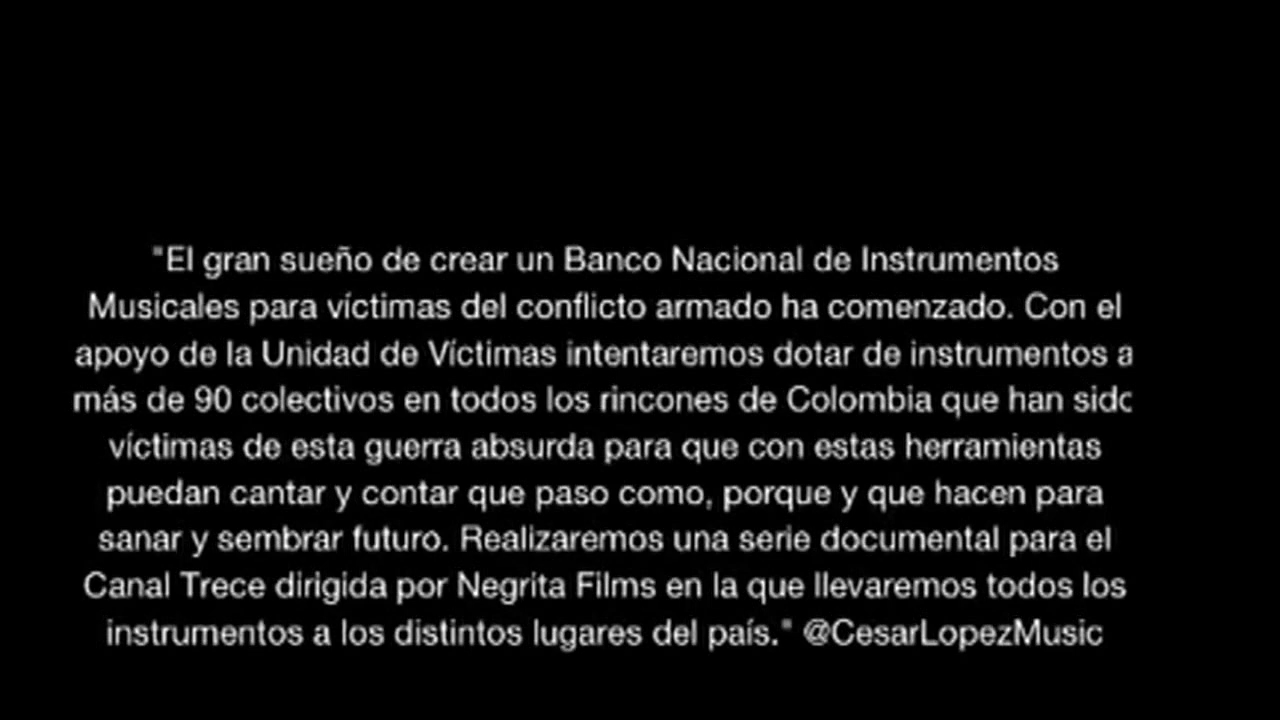 "El gran sueño de crear un Banco Nacional de Instrumentos
Musicales para víctimas del conflicto armado ha comenzado. Con el
apoyo de la Unidad de Víctimas intentaremos dotar de instrumentos a
más de 90 colectivos en todos los rincones de Colombia que han sido
víctimas de esta guerra absurda para que con estas herramientas
puedan cantar y contar que paso como, porque y que hacen para
sanar y sembrar futuro. Realizaremos una serie documental para el
Canal Trece dirigida por Negrita Films en la que llevaremos todos los
instrumentos a los distintos lugares del país." @CesarLopezMusic